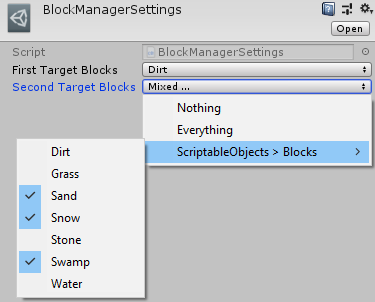 BlockManagerSettings
Open
Script BlockManagerSettings
First Target Blocks Dirt
Second Target Blocks Mixed ...
Nothing
Everything
ScriptableObjects > Blocks >
Dirt
Grass
Sand
Snow
Stone
Swamp
Water